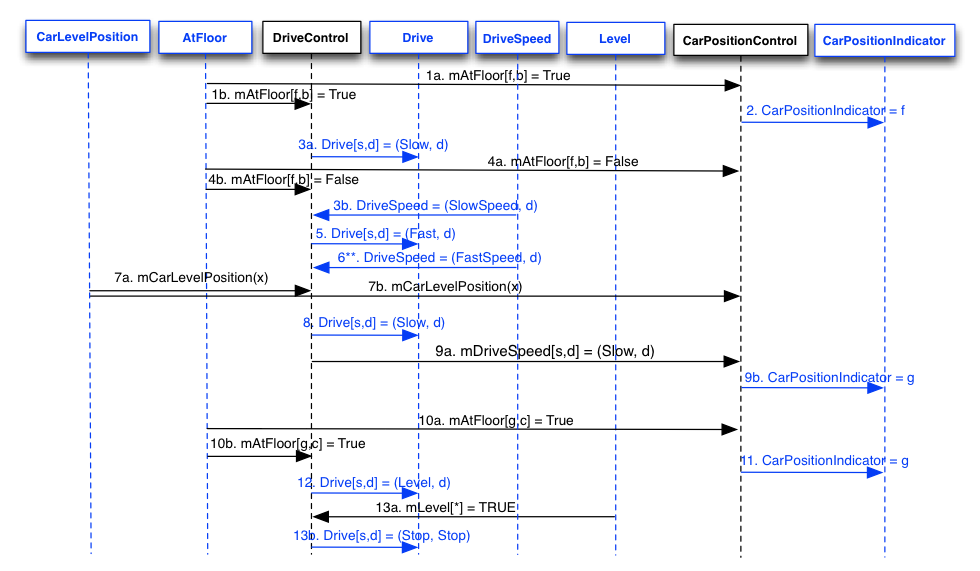 CarLevelPosition
AtFloor
DriveControl
Drive
DriveSpeed
Level
CarPositionControl
CarPositionIndicator
1a. mAtFloor[f,b] = True
1b. mAtFloor[f,b] = True
2. CarPositionIndicator = f
3a. Drive[s,d] = (Slow, d)
4a. mAtFloor[f,b] = False
4b. mAtFloor[f,b] = False
3b. DriveSpeed = (SlowSpeed, d)
5. Drive[s,d] = (Fast, d)
6**. DriveSpeed = (FastSpeed, d)
7a. mCarLevelPosition(x)
7b. mCarLevelPosition(x)
8. Drive[s,d] = (Slow, d)
9a. mDriveSpeed[s,d] = (Slow, d)
9b. CarPositionIndicator = g
10a. mAtFloor[g,c] = True
10b. mAtFloor[g,c] = True
11. CarPositionIndicator = g
12. Drive[s,d] = (Level, d)
13a. mLevel[*] = TRUE
13b. Drive[s,d] = (Stop, Stop)